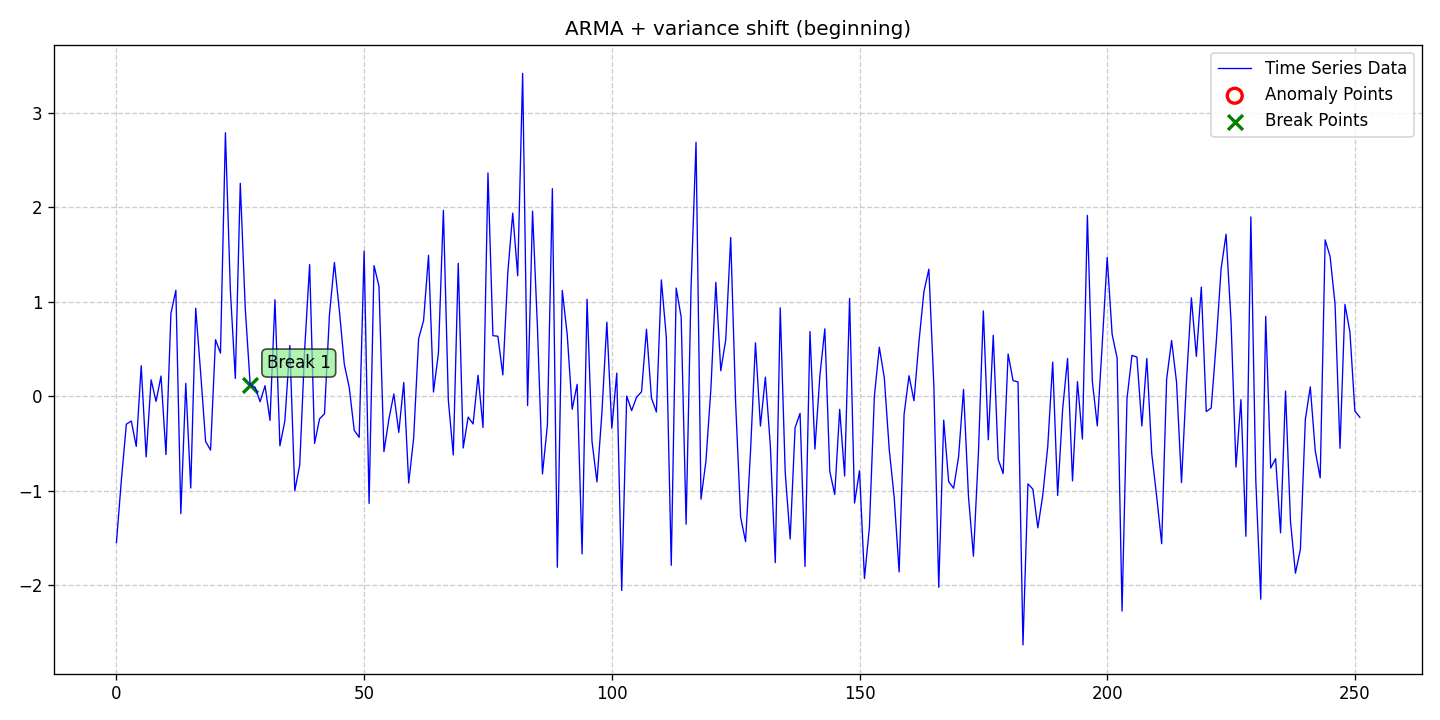 ARMA + variance shift (beginning)
Time Series Data
Anomaly Points
Break Points
Break 1
3
2
1
0
−1
−2
0
50
100
150
200
250